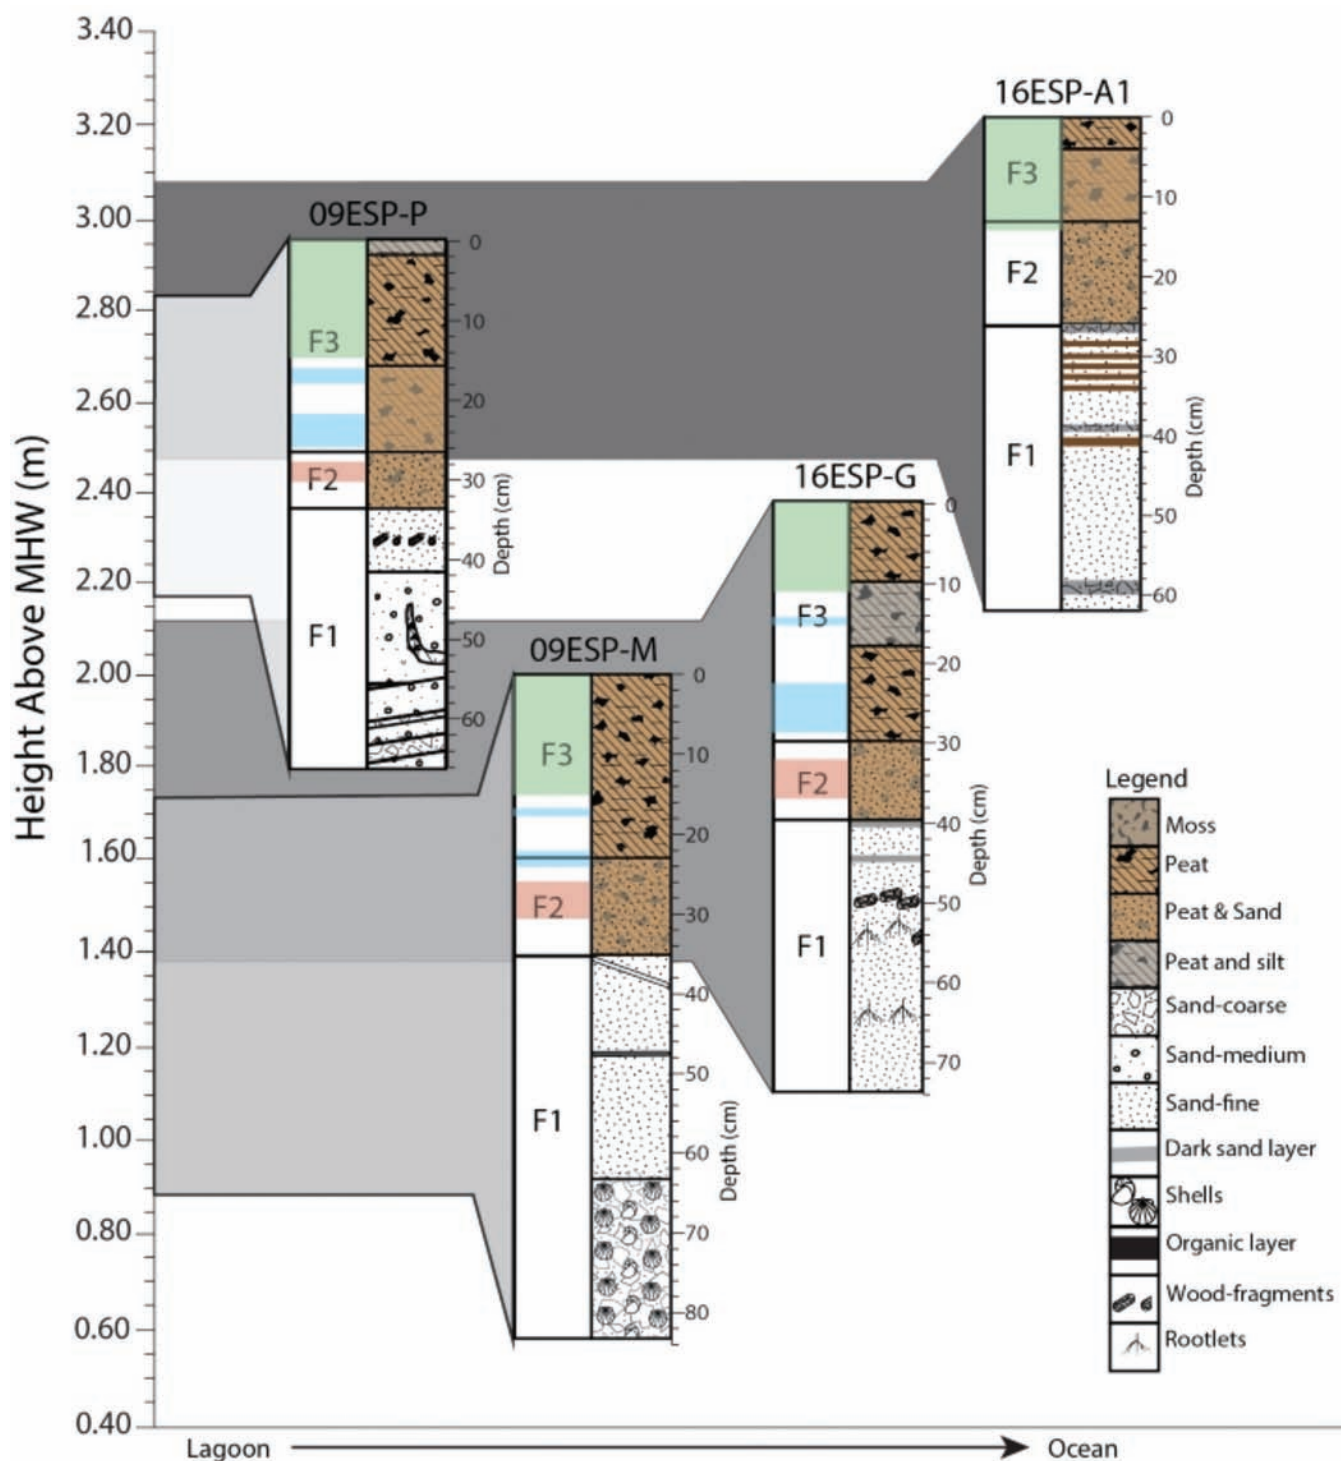 Height Above MHW (m)
3.40
3.20
3.00
2.80
2.60
2.40
2.20
2.00
1.80
1.60
1.40
1.20
1.00
0.80
0.60
0.40
Lagoon
Ocean
09ESP-P
F3
F2
F1
0
10
20
30
40
50
60
Depth (cm)
09ESP-M
F3
F2
F1
0
10
20
30
40
50
60
70
80
Depth (cm)
16ESP-G
F3
F2
F1
0
10
20
30
40
50
60
70
Depth (cm)
16ESP-A1
F3
F2
F1
0
10
20
30
40
50
60
Depth (cm)
Legend
Moss
Peat
Peat & Sand
Peat and silt
Sand-coarse
Sand-medium
Sand-fine
Dark sand layer
Shells
Organic layer
Wood-fragments
Rootlets